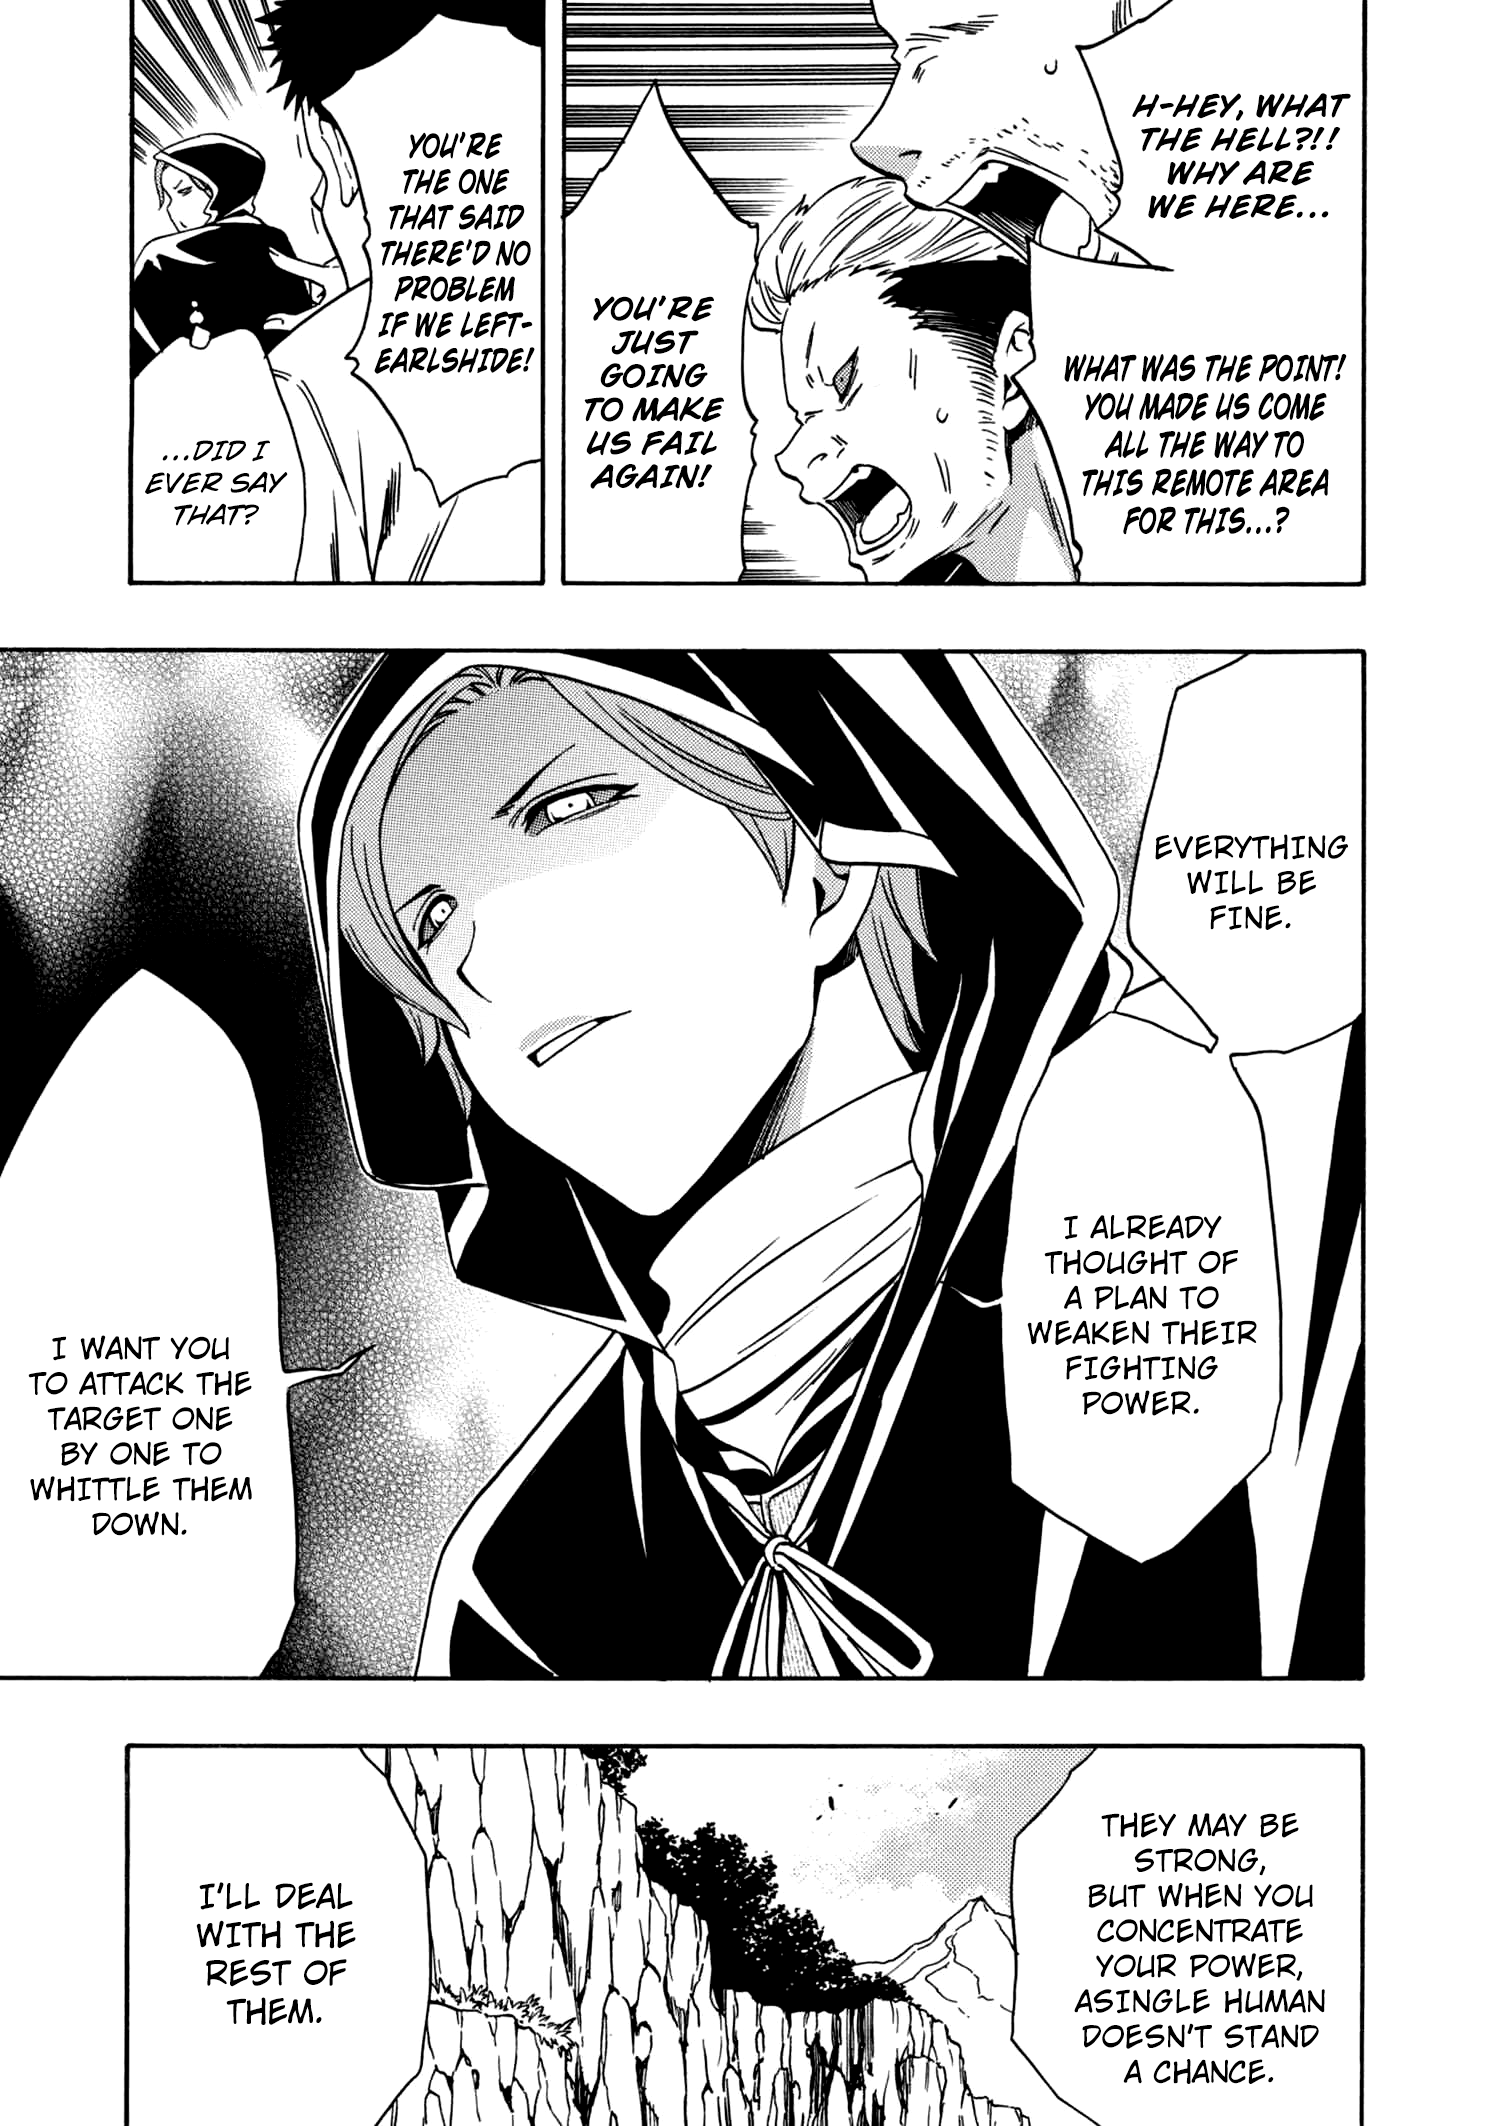 H-HEY, WHAT
THE HELL?!!
WHY ARE
WE HERE...
WHAT WAS THE POINT!
YOU MADE US COME
ALL THE WAY TO
THIS REMOTE AREA
FOR THIS...?
YOU'RE
JUST
GOING
TO MAKE
US FAIL
AGAIN!
YOU'RE
THE ONE
THAT SAID
THERE'D NO
PROBLEM
IF WE LEFT-
EARLSHIDE!
...DID I
EVER SAY
THAT?
EVERYTHING
WILL BE
FINE.
I ALREADY
THOUGHT OF
A PLAN TO
WEAKEN THEIR
FIGHTING
POWER.
I WANT YOU
TO ATTACK THE
TARGET ONE
BY ONE TO
WHITTLE THEM
DOWN.
THEY MAY BE
STRONG,
BUT WHEN YOU
CONCENTRATE
YOUR POWER,
ASINGLE HUMAN
DOESN'T STAND
A CHANCE.
I'LL DEAL
WITH THE
REST OF
THEM.